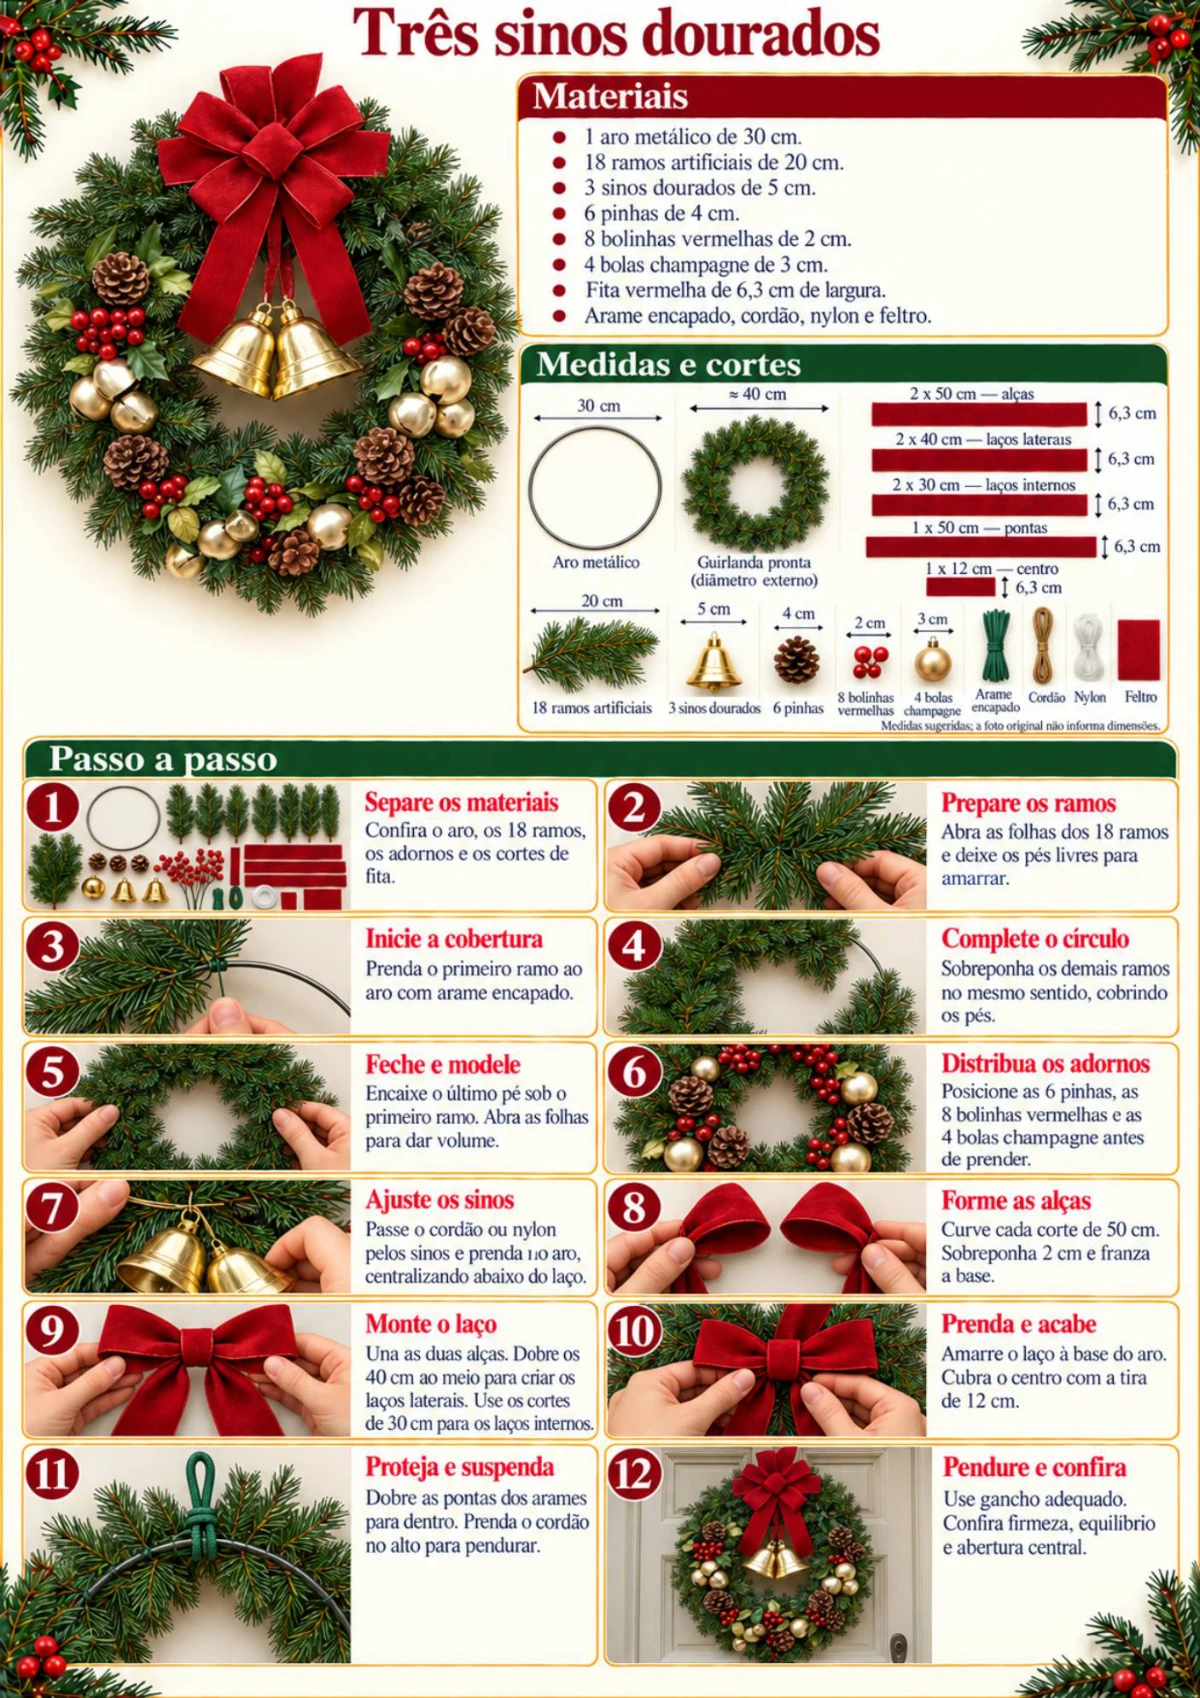 Três sinos dourados
Materiais
1 aro metálico de 30 cm.
18 ramos artificiais de 20 cm.
3 sinos dourados de 5 cm.
6 pinhas de 4 cm.
8 bolinhas vermelhas de 2 cm.
4 bolas champagne de 3 cm.
Fita vermelha de 6,3 cm de largura.
Arame encapado, cordão, nylon e feltro.
Medidas e cortes
30 cm
Aro metálico
≈ 40 cm
Guirlanda pronta
(diâmetro externo)
2 x 50 cm — alças
6,3 cm
2 x 40 cm — laços laterais
6,3 cm
2 x 30 cm — laços internos
6,3 cm
1 x 50 cm — pontas
6,3 cm
1 x 12 cm — centro
6,3 cm
20 cm
18 ramos artificiais
5 cm
3 sinos dourados
4 cm
6 pinhas
2 cm
8 bolinhas
vermelhas
3 cm
4 bolas
champagne
Arame
encapado
Cordão
Nylon
Feltro
Medidas sugeridas; a foto original não informa dimensões.
Passo a passo
1
Separe os materiais
Confira o aro, os 18 ramos,
os adornos e os cortes de
fita.
2
Prepare os ramos
Abra as folhas dos 18 ramos
e deixe os pés livres para
amarrar.
3
Inicie a cobertura
Prenda o primeiro ramo ao
aro com arame encapado.
4
Complete o círculo
Sobreponha os demais ramos
no mesmo sentido, cobrindo
os pés.
5
Feche e modele
Encaixe o último pé sob o
primeiro ramo. Abra as folhas
para dar volume.
6
Distribua os adornos
Posicione as 6 pinhas, as
8 bolinhas vermelhas e as
4 bolas champagne antes
de prender.
7
Ajuste os sinos
Passe o cordão ou nylon
pelos sinos e prenda no aro,
centralizando abaixo do laço.
8
Forme as alças
Curve cada corte de 50 cm.
Sobreponha 2 cm e franza
a base.
9
Monte o laço
Una as duas alças. Dobre os
40 cm ao meio para criar os
laços laterais. Use os cortes
de 30 cm para os laços internos.
10
Prenda e acabe
Amarre o laço à base do aro.
Cubra o centro com a tira
de 12 cm.
11
Proteja e suspenda
Dobre as pontas dos arames
para dentro. Prenda o cordão
no alto para pendurar.
12
Pendure e confira
Use gancho adequado.
Confira firmeza, equilíbrio
e abertura central.